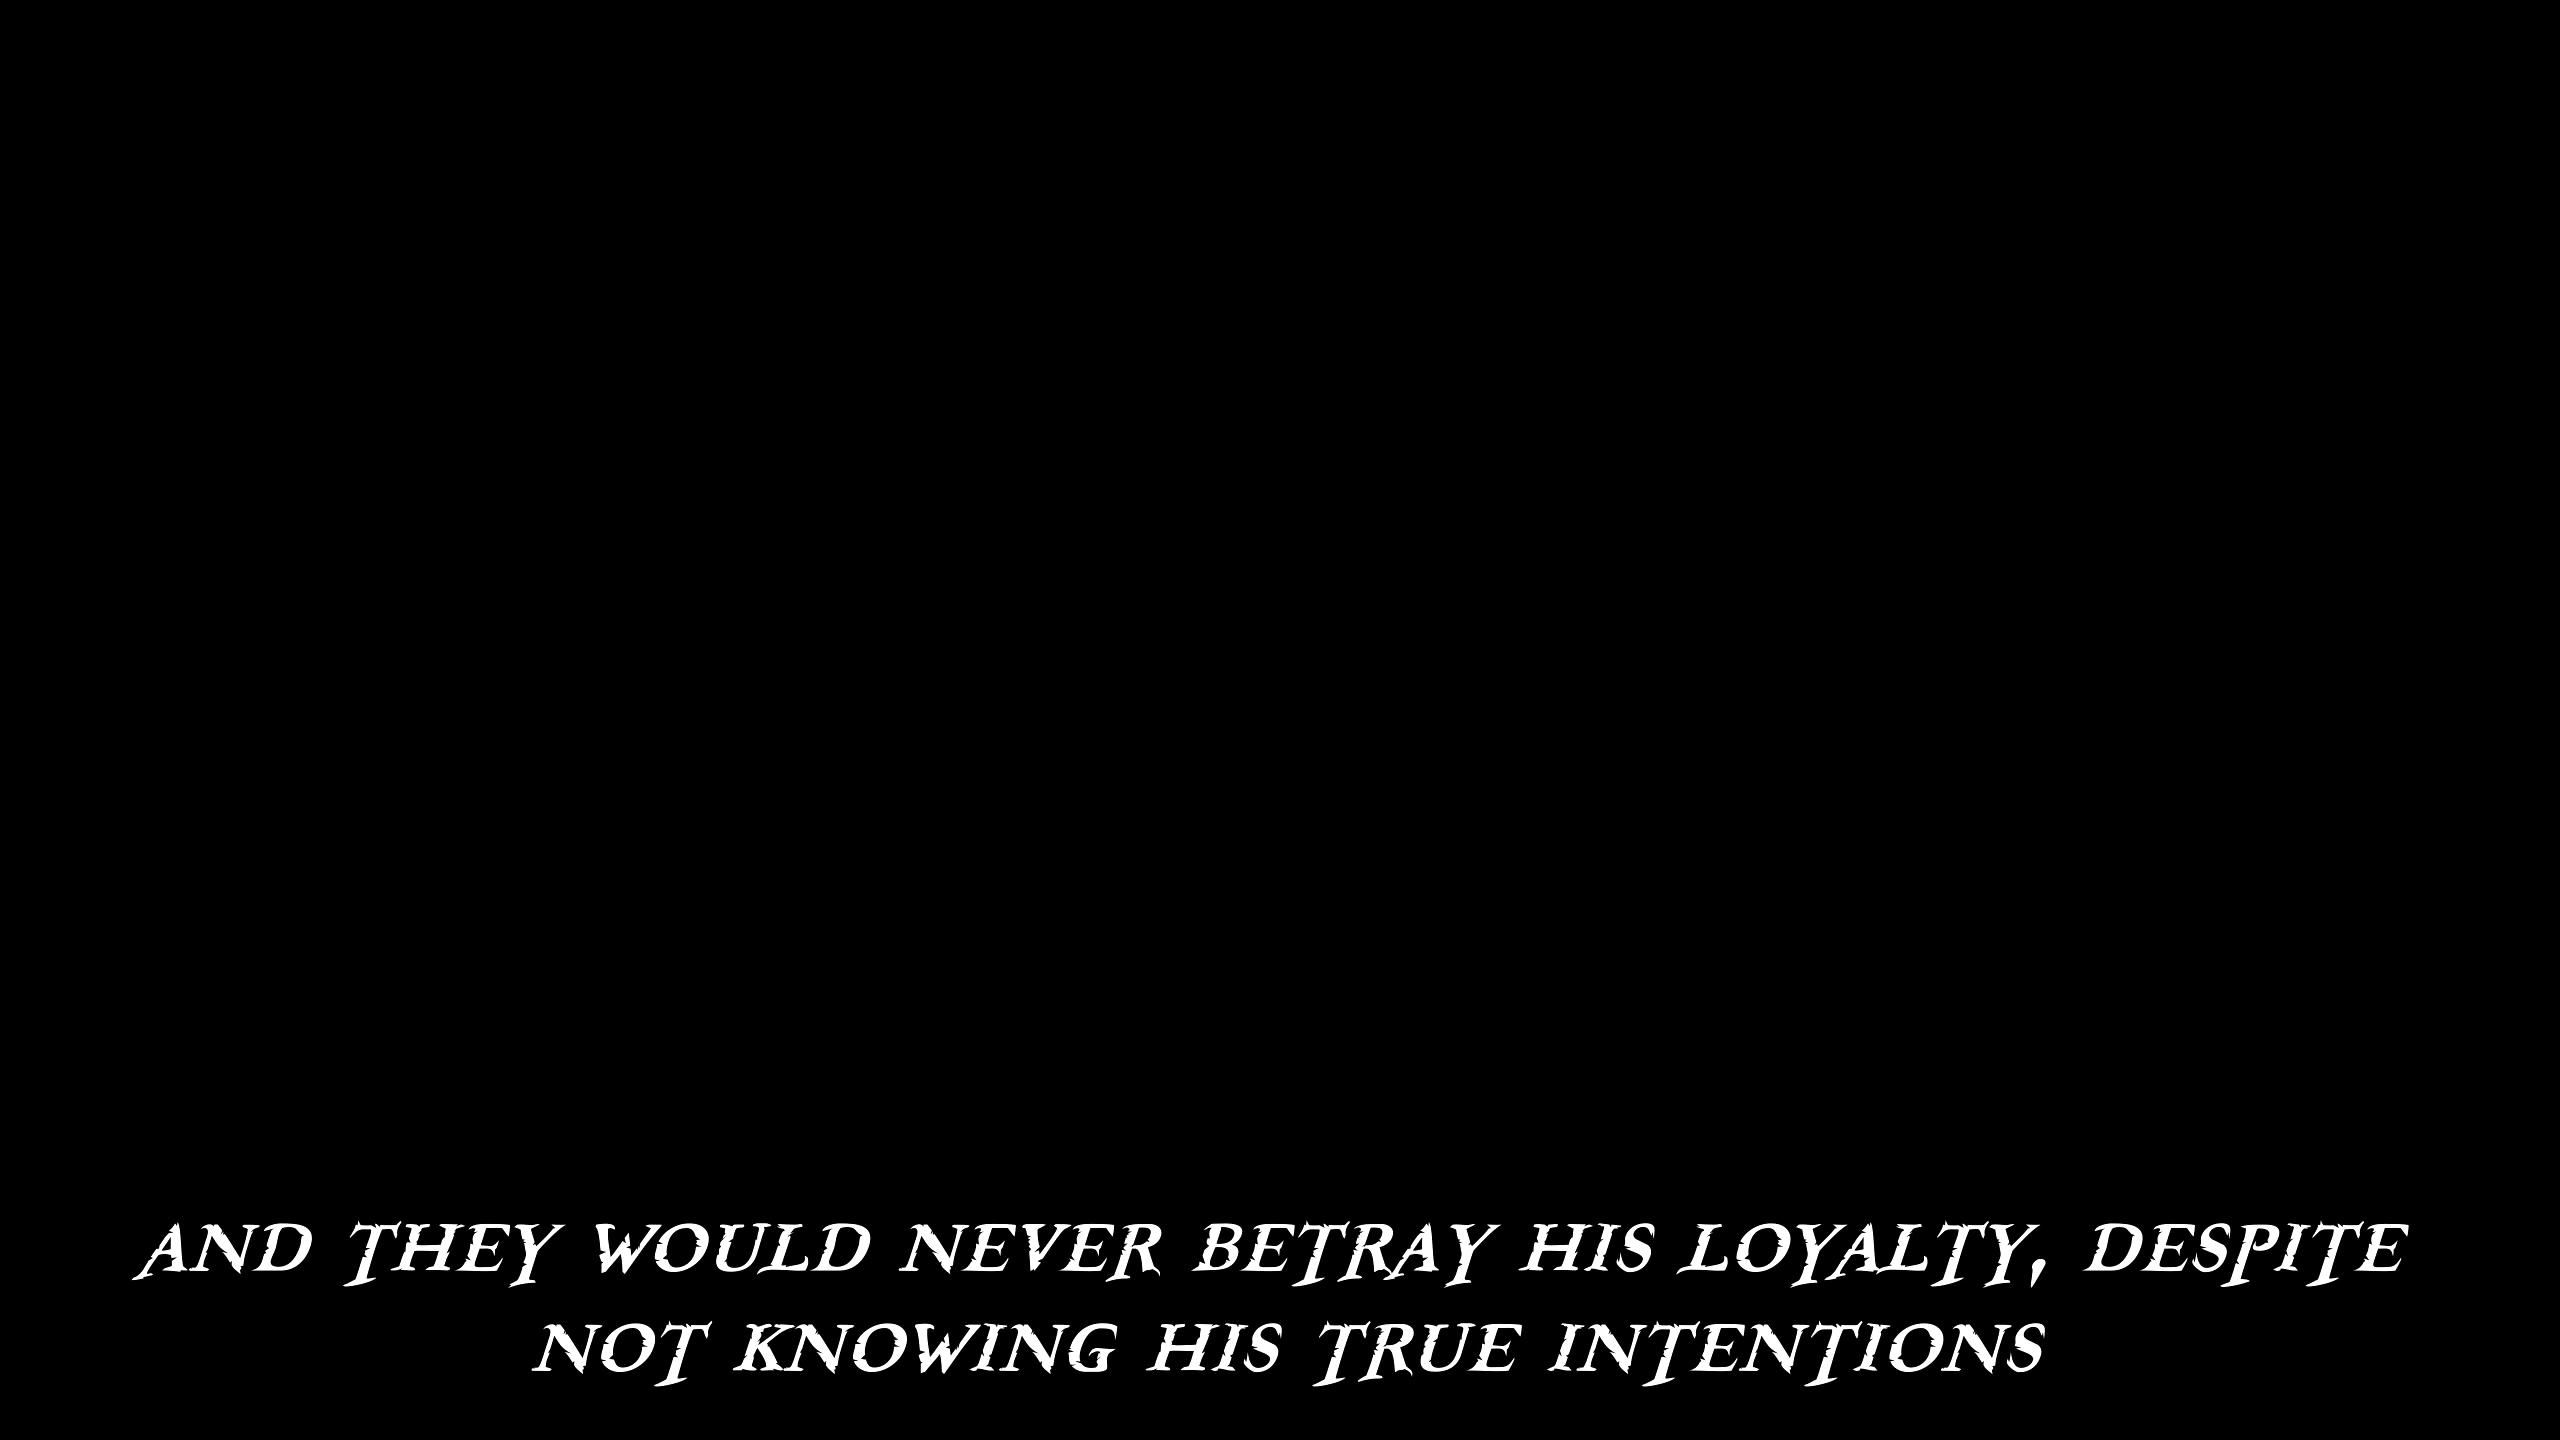 AND THEY WOULD NEVER BETRAY HIS LOYALTY, DESPITE
NOT KNOWING HIS TRUE INTENTIONS